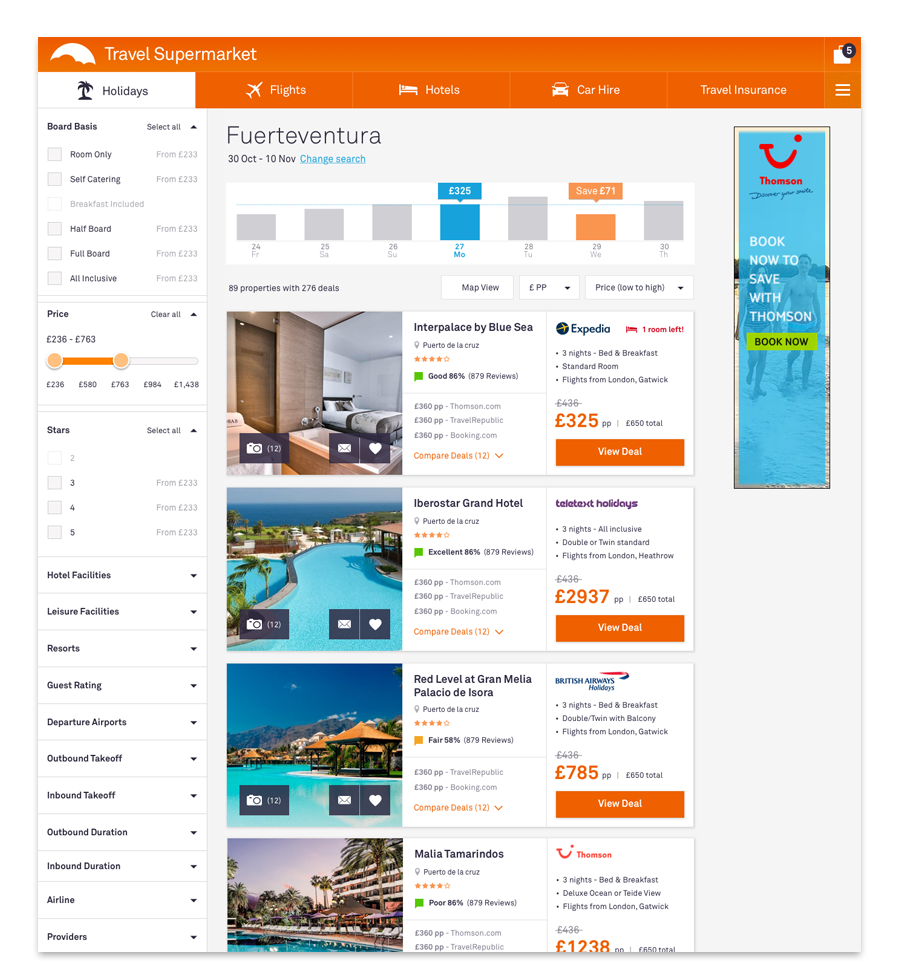 Travel Supermarket
5
Holidays
Flights
Hotels
Car Hire
Travel Insurance
Board Basis Select all
Room Only From £233
Self Catering From £233
Breakfast Included
Half Board From £233
Full Board From £233
All Inclusive From £233
Price Clear all
£236 - £763
£236 £580 £763 £984 £1,438
Stars Select all
2
3 From £233
4 From £233
5 From £233
Hotel Facilities
Leisure Facilities
Resorts
Guest Rating
Departure Airports
Outbound Takeoff
Inbound Takeoff
Outbound Duration
Inbound Duration
Airline
Providers
Fuerteventura
30 Oct - 10 Nov Change search
£325
Save £71
24 25 26 27 28 29 30
Fr Sa Su Mo Tu We Th
89 properties with 276 deals
Map View
£ PP
Price (low to high)
(12)
Interpalace by Blue Sea
Puerto de la cruz
Good 86% (879 Reviews)
£360 pp - Thomson.com
£360 pp - TravelRepublic
£360 pp - Booking.com
Compare Deals (12)
Expedia
1 room left!
• 3 nights - Bed & Breakfast
• Standard Room
• Flights from London, Gatwick
£436
£325 pp | £650 total
View Deal
(12)
Iberostar Grand Hotel
Puerto de la cruz
Excellent 86% (879 Reviews)
£360 pp - Thomson.com
£360 pp - TravelRepublic
£360 pp - Booking.com
Compare Deals (12)
teletext holidays
• 3 nights - All inclusive
• Double or Twin standard
• Flights from London, Heathrow
£436
£2937 pp | £650 total
View Deal
(12)
Red Level at Gran Melia
Palacio de Isora
Puerto de la cruz
Fair 58% (879 Reviews)
£360 pp - TravelRepublic
£360 pp - Booking.com
Compare Deals (12)
BRITISH AIRWAYS
Holidays
• 3 nights - Bed & Breakfast
• Double/Twin with Balcony
• Flights from London, Gatwick
£436
£785 pp | £650 total
View Deal
Malia Tamarindos
Puerto de la cruz
Poor 86% (879 Reviews)
£360 pp - Thomson.com
£360 pp - TravelRepublic
Thomson
• 3 nights - Bed & Breakfast
• Deluxe Ocean or Teide View
• Flights from London, Gatwick
£436
£1238 pp | £650 total
Thomson
Discover your smile
BOOK
NOW TO
SAVE
WITH
THOMSON
BOOK NOW